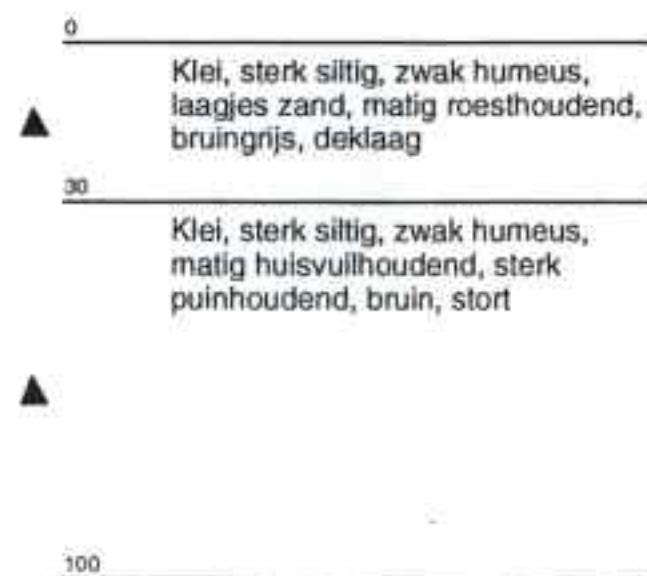 0
Klei, sterk siltig, zwak humeus,
laagjes zand, matig roesthoudend,
bruingrijs, deklaag
30
Klei, sterk siltig, zwak humeus,
matig huisvuilhoudend, sterk
puinhoudend, bruin, stort
100